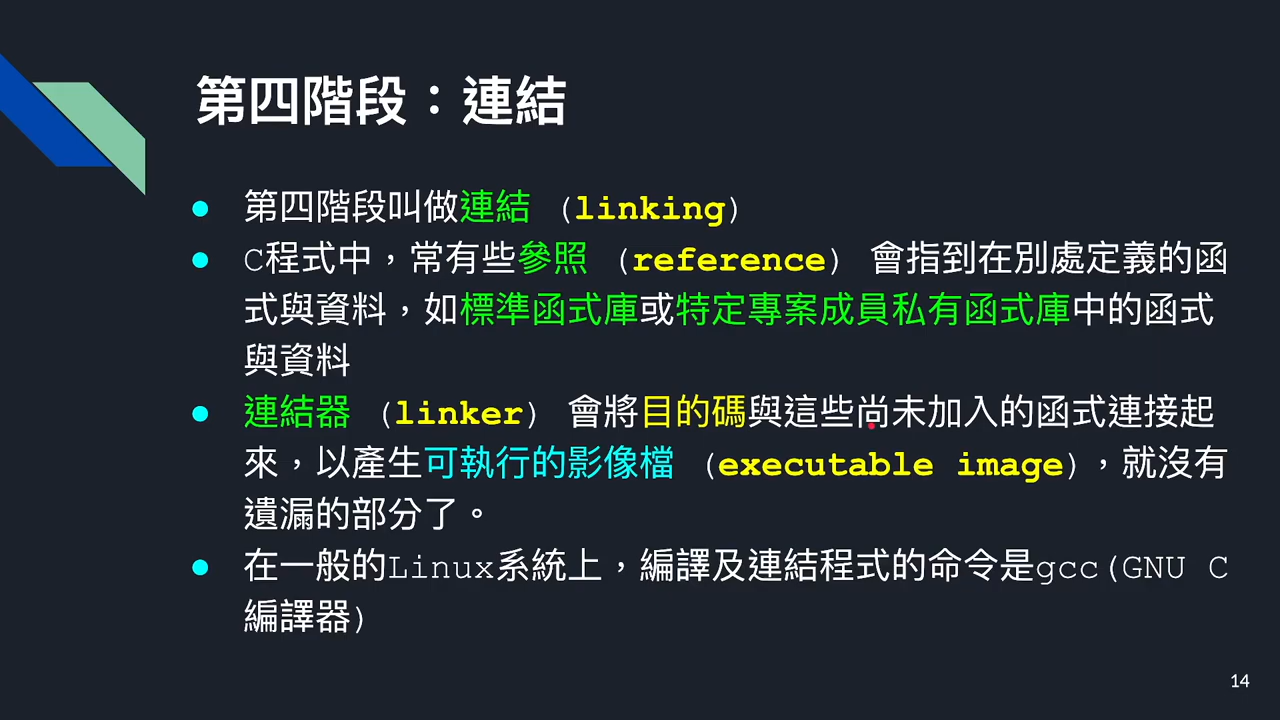 第四階段：連結
● 第四階段叫做連結 (linking)
● C程式中，常有些參照 (reference) 會指到在別處定義的函
式與資料，如標準函式庫或特定專案成員私有函式庫中的函式
與資料
● 連結器 (linker) 會將目的碼與這些尚未加入的函式連接起
來，以產生可執行的影像檔 (executable image)，就沒有
遺漏的部分了。
● 在一般的Linux系統上，編譯及連結程式的命令是gcc(GNU C
編譯器)
14